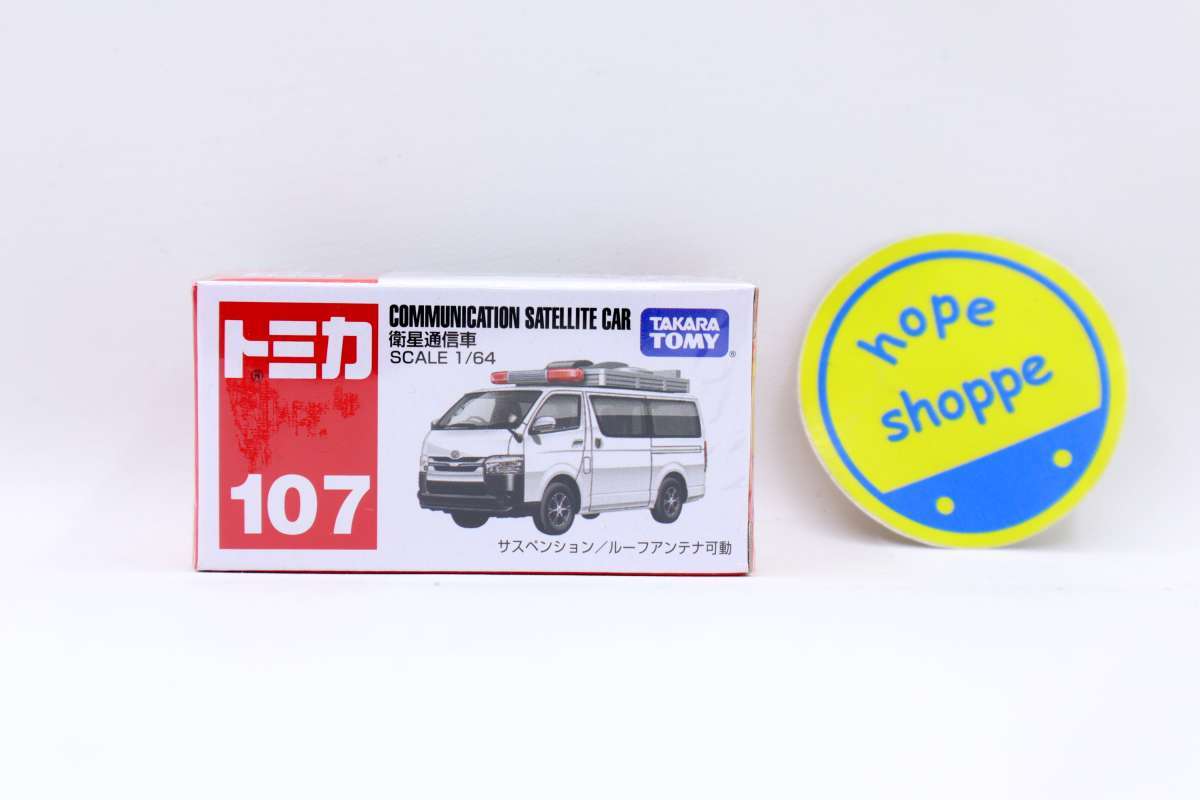 トミカ
®
107
COMMUNICATION SATELLITE CAR
衛星通信車
SCALE 1/64
TAKARA
TOMY
®
サスペンション／ルーフアンテナ可動
hope
shoppe